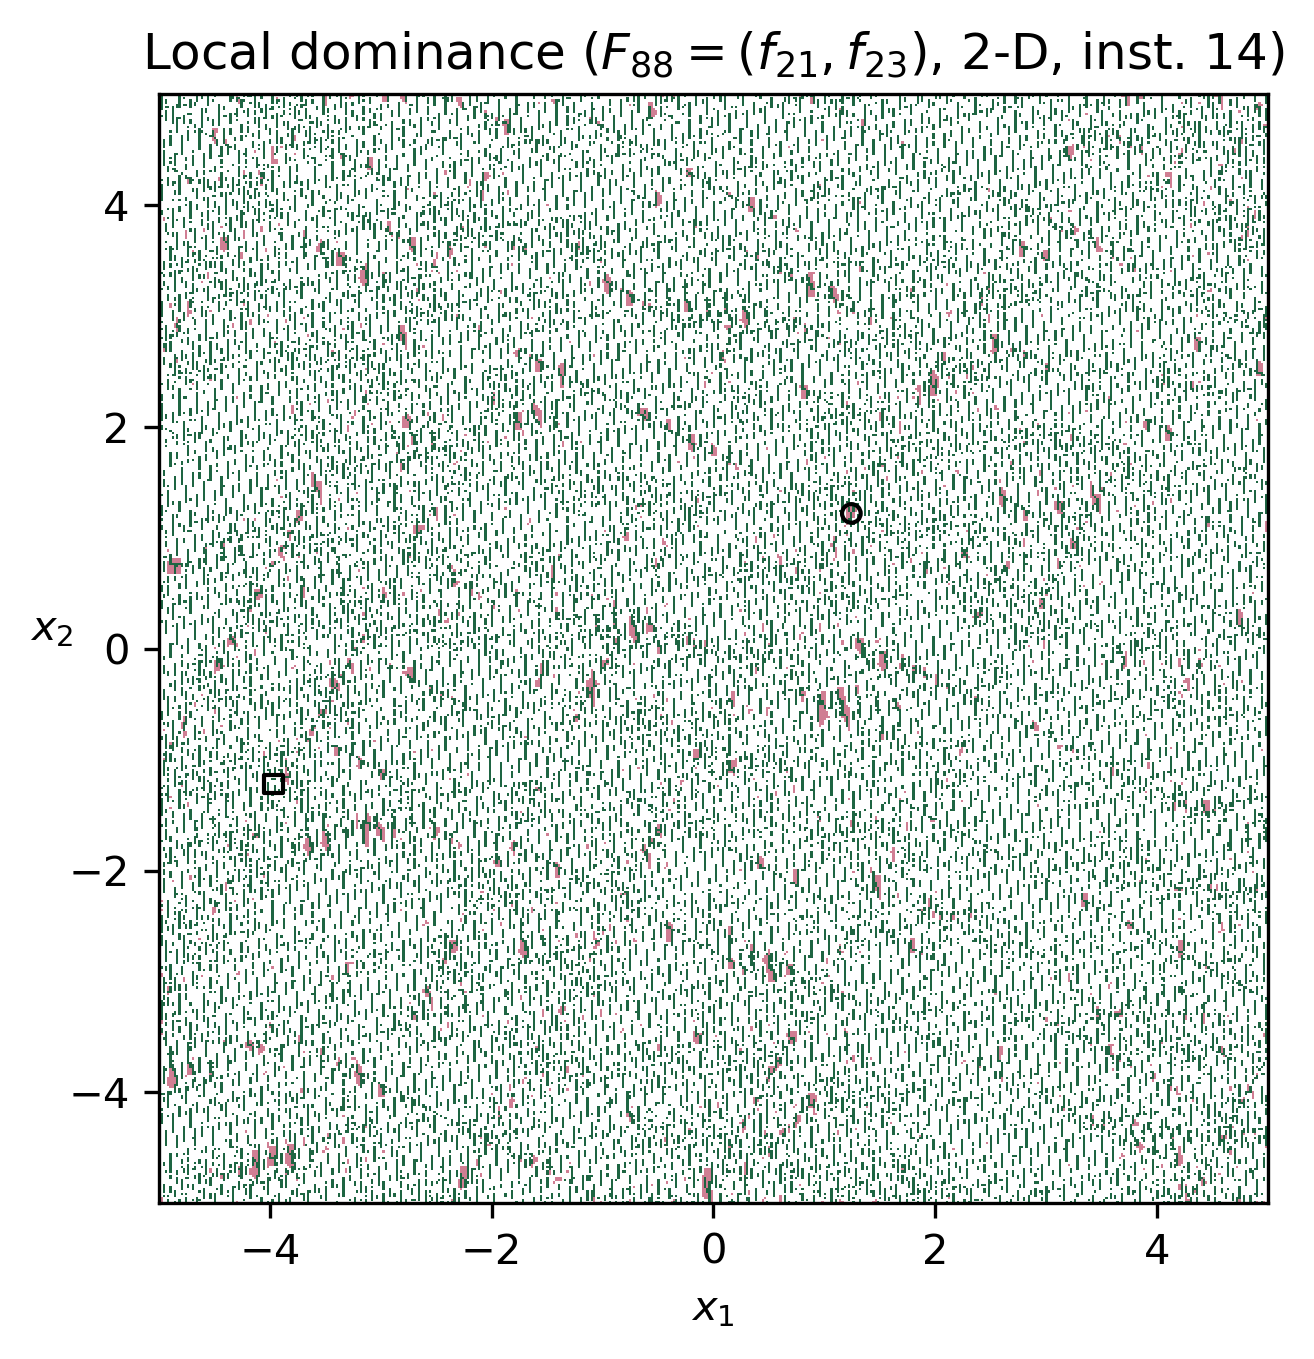 Local dominance (F₈₈ = (f₂₁, f₂₃), 2-D, inst. 14)
4
2
x₂
0
−2
−4
−4 −2 0 2 4
x₁